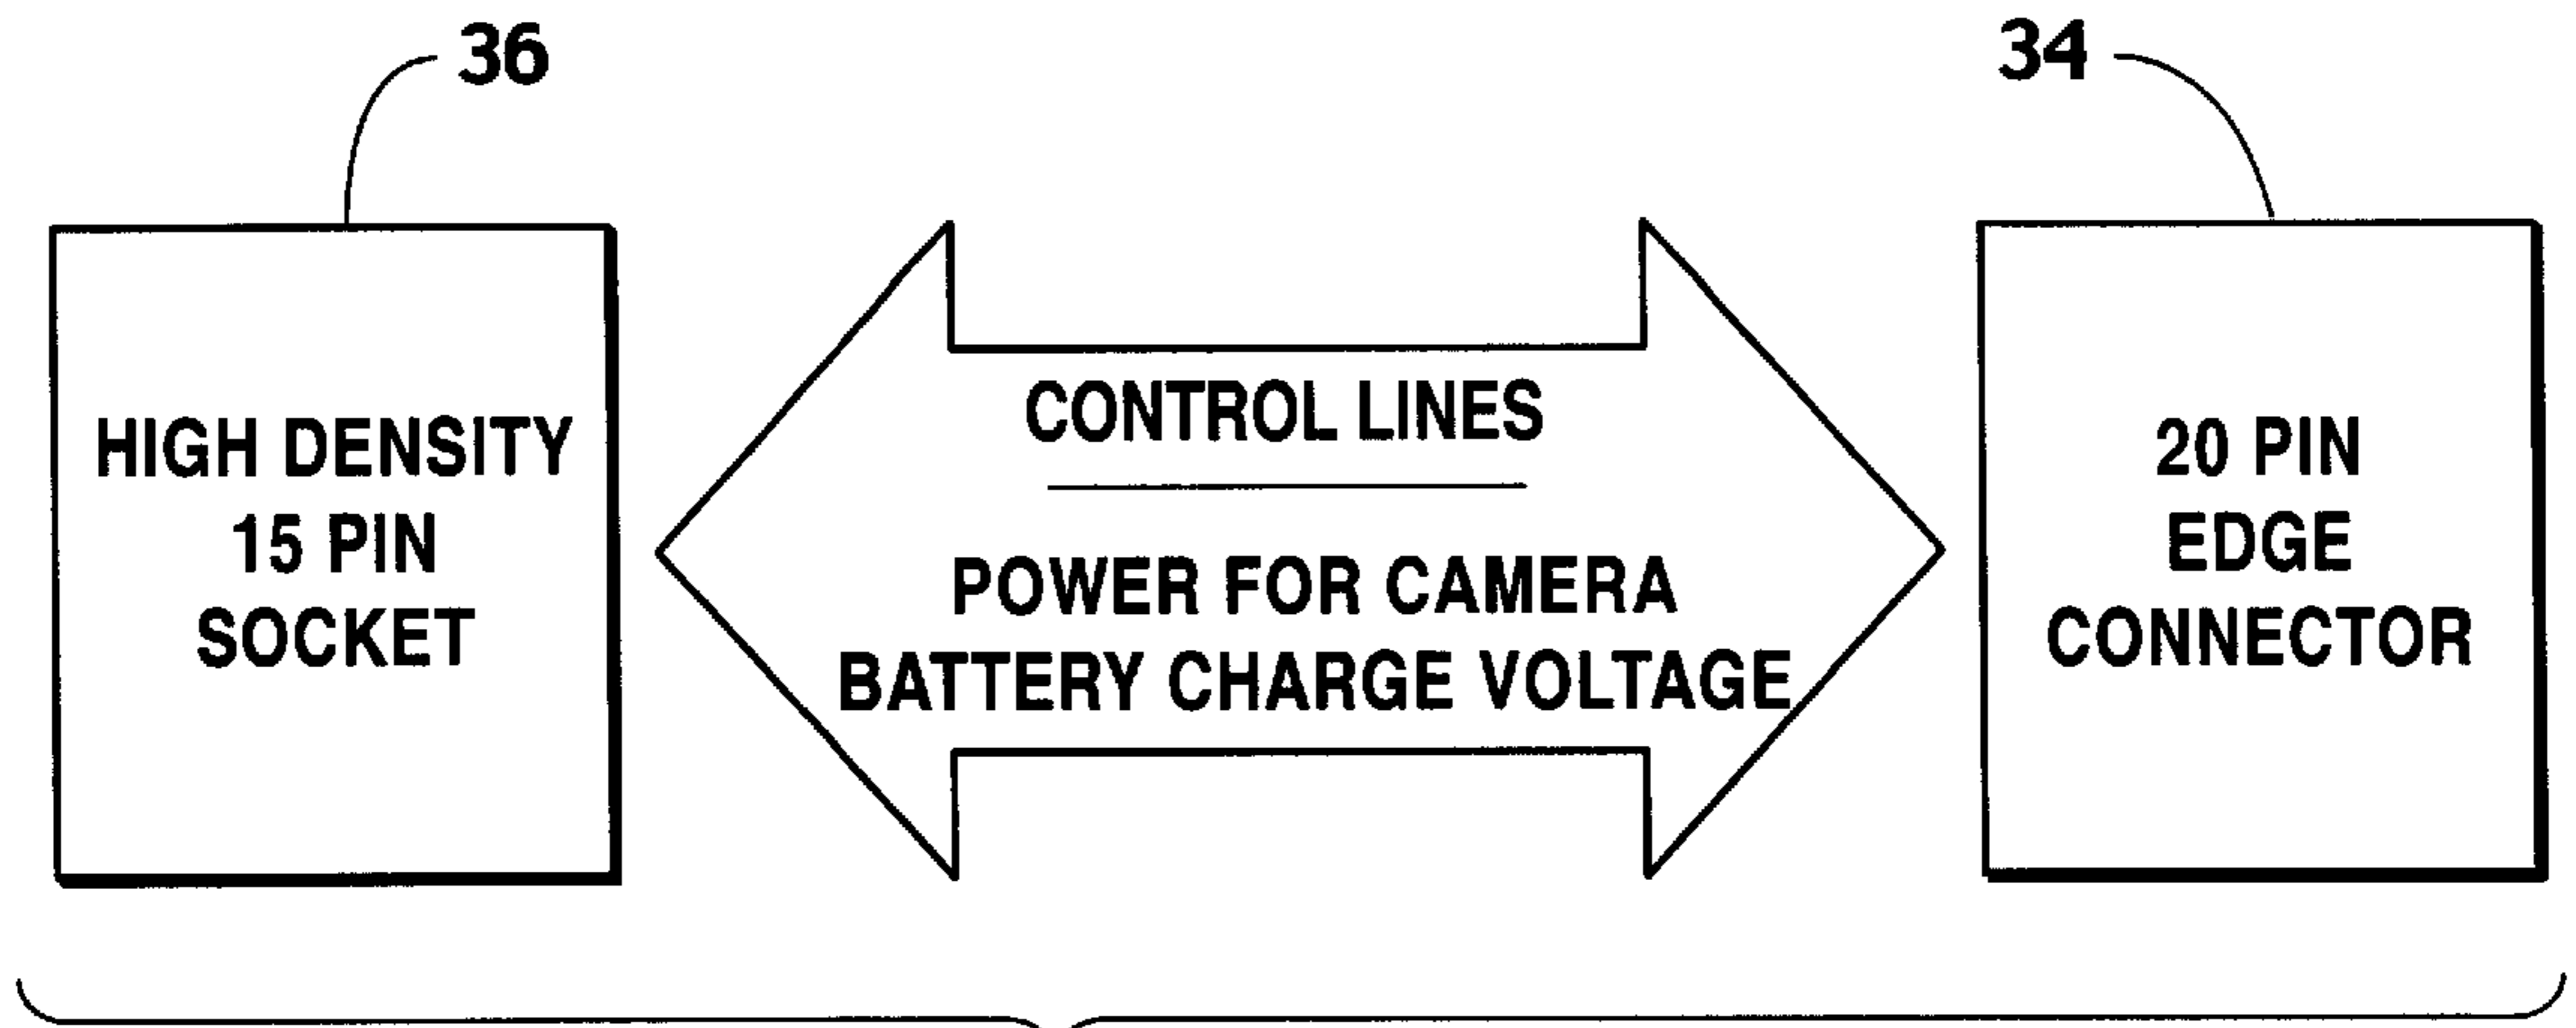 36
34
HIGH DENSITY
15 PIN
SOCKET
CONTROL LINES
POWER FOR CAMERA
BATTERY CHARGE VOLTAGE
20 PIN
EDGE
CONNECTOR